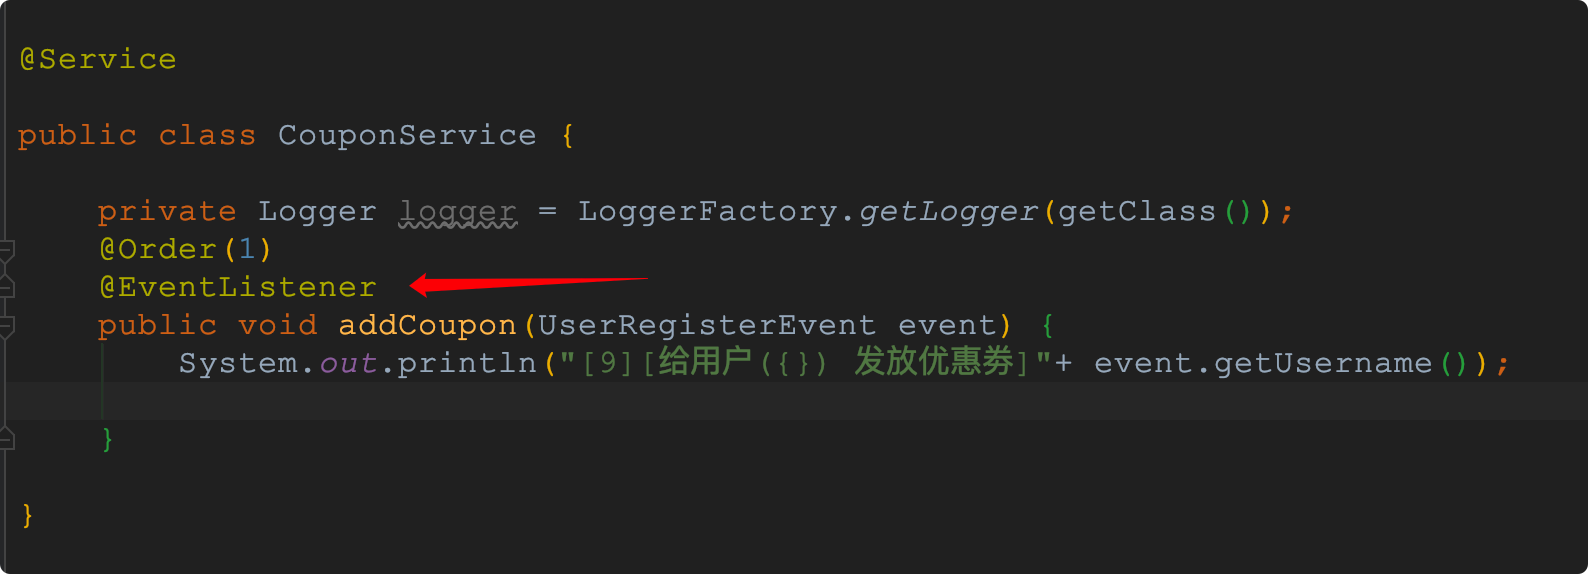 @Service
public class CouponService {
private Logger logger = LoggerFactory.getLogger(getClass());
@Order(1)
@EventListener
public void addCoupon(UserRegisterEvent event) {
System.out.println("[9][给用户({}) 发放优惠劵]"+ event.getUsername());
}
}